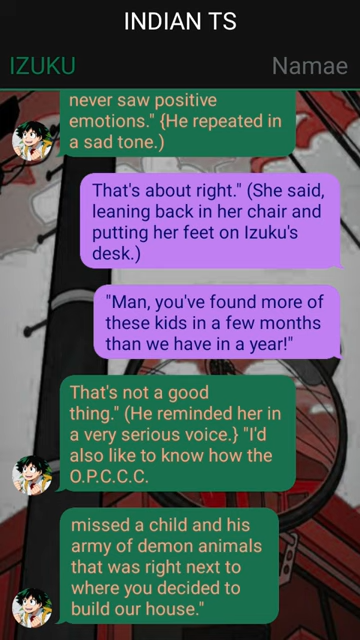 INDIAN TS
IZUKU
Namae
never saw positive
emotions." {He repeated in
a sad tone.)
That's about right." (She said,
leaning back in her chair and
putting her feet on Izuku's
desk.)
"Man, you've found more of
these kids in a few months
than we have in a year!"
That's not a good
thing." (He reminded her in
a very serious voice.} "I'd
also like to know how the
O.P.C.C.C.
missed a child and his
army of demon animals
that was right next to
where you decided to
build our house."